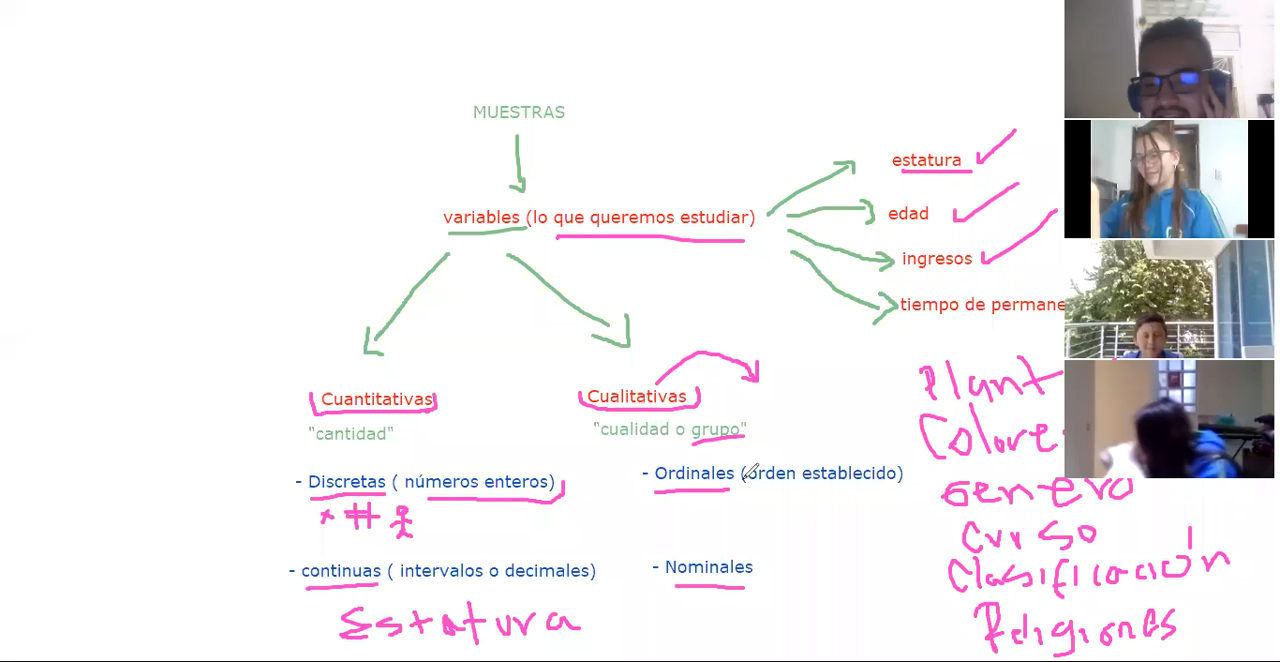 MUESTRAS
variables (lo que queremos estudiar)
estatura
edad
ingresos
tiempo de permane
Cuantitativas
"cantidad"
- Discretas ( números enteros)
#
- continuas ( intervalos o decimales)
Estatura
Cualitativas
"cualidad o grupo"
- Ordinales (orden establecido)
- Nominales
Plant
Colore
Genero
Curso
Clasificación
Religiones